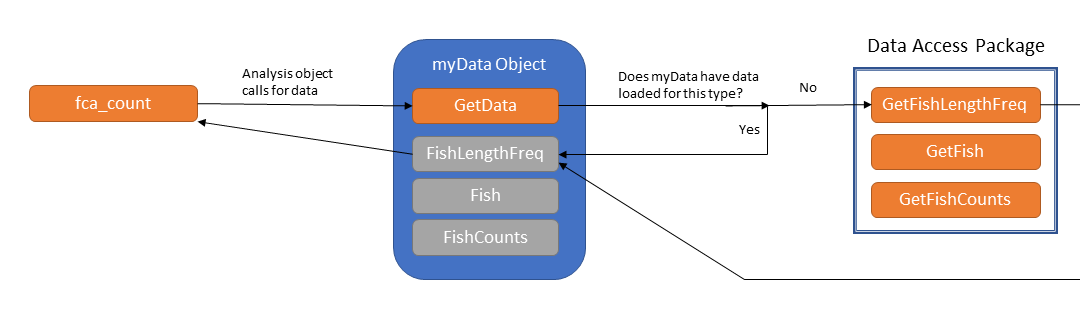 Data Access Package
myData Object
Analysis object
calls for data
Does myData have data
loaded for this type?
No
fca_count
GetData
GetFishLengthFreq
Yes
FishLengthFreq
GetFish
Fish
GetFishCounts
FishCounts